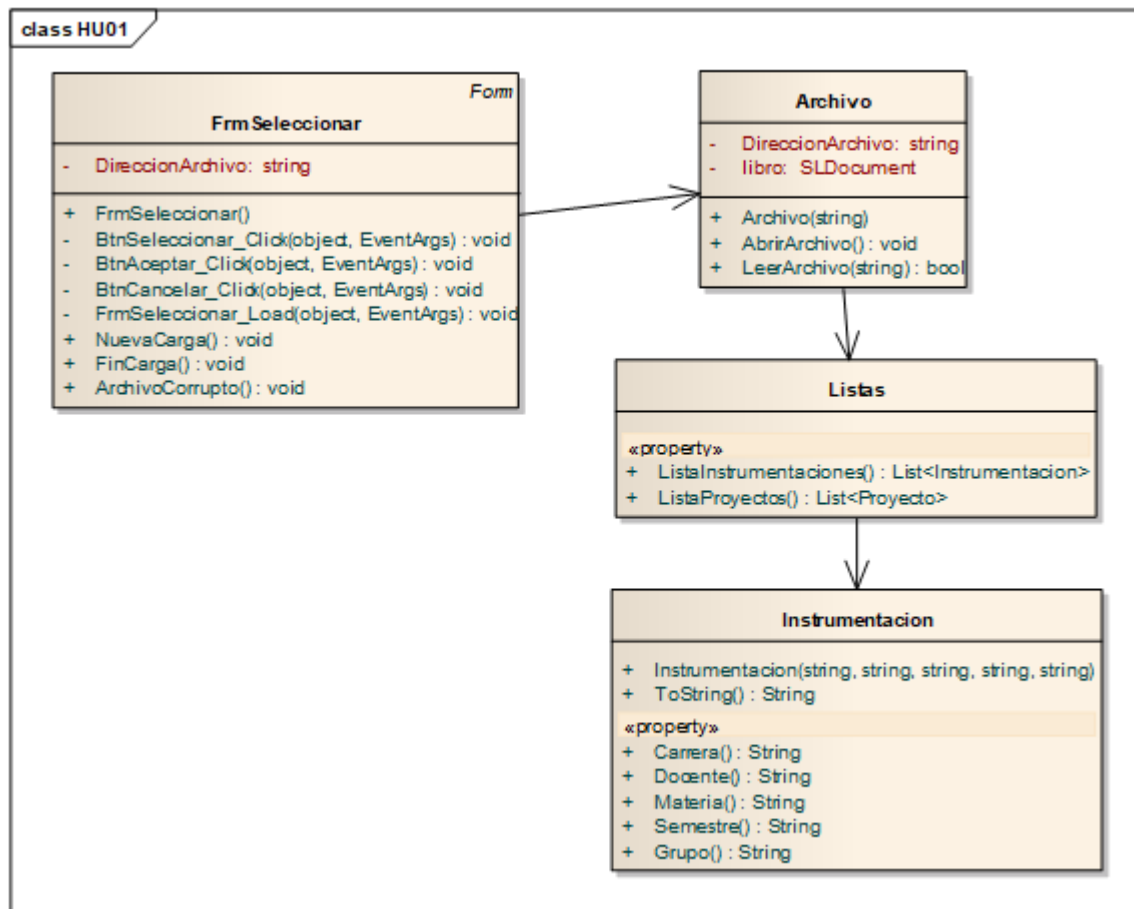 class HU01
Form
FrmSeleccionar
- DireccionArchivo: string
+ FrmSeleccionar()
- BtnSeleccionar_Click(object, EventArgs) : void
- BtnAceptar_Click(object, EventArgs) : void
- BtnCancelar_Click(object, EventArgs) : void
- FrmSeleccionar_Load(object, EventArgs) : void
+ NuevaCarga() : void
+ FinCarga() : void
+ ArchivoCorrupto() : void
Archivo
- DireccionArchivo: string
- libro: SLDocument
+ Archivo(string)
+ AbrirArchivo() : void
+ LeerArchivo(string) : bool
Listas
«property»
+ ListaInstrumentaciones() : List<Instrumentacion>
+ ListaProyectos() : List<Proyecto>
Instrumentacion
+ Instrumentacion(string, string, string, string, string)
+ ToString() : String
«property»
+ Carrera() : String
+ Docente() : String
+ Materia() : String
+ Semestre() : String
+ Grupo() : String